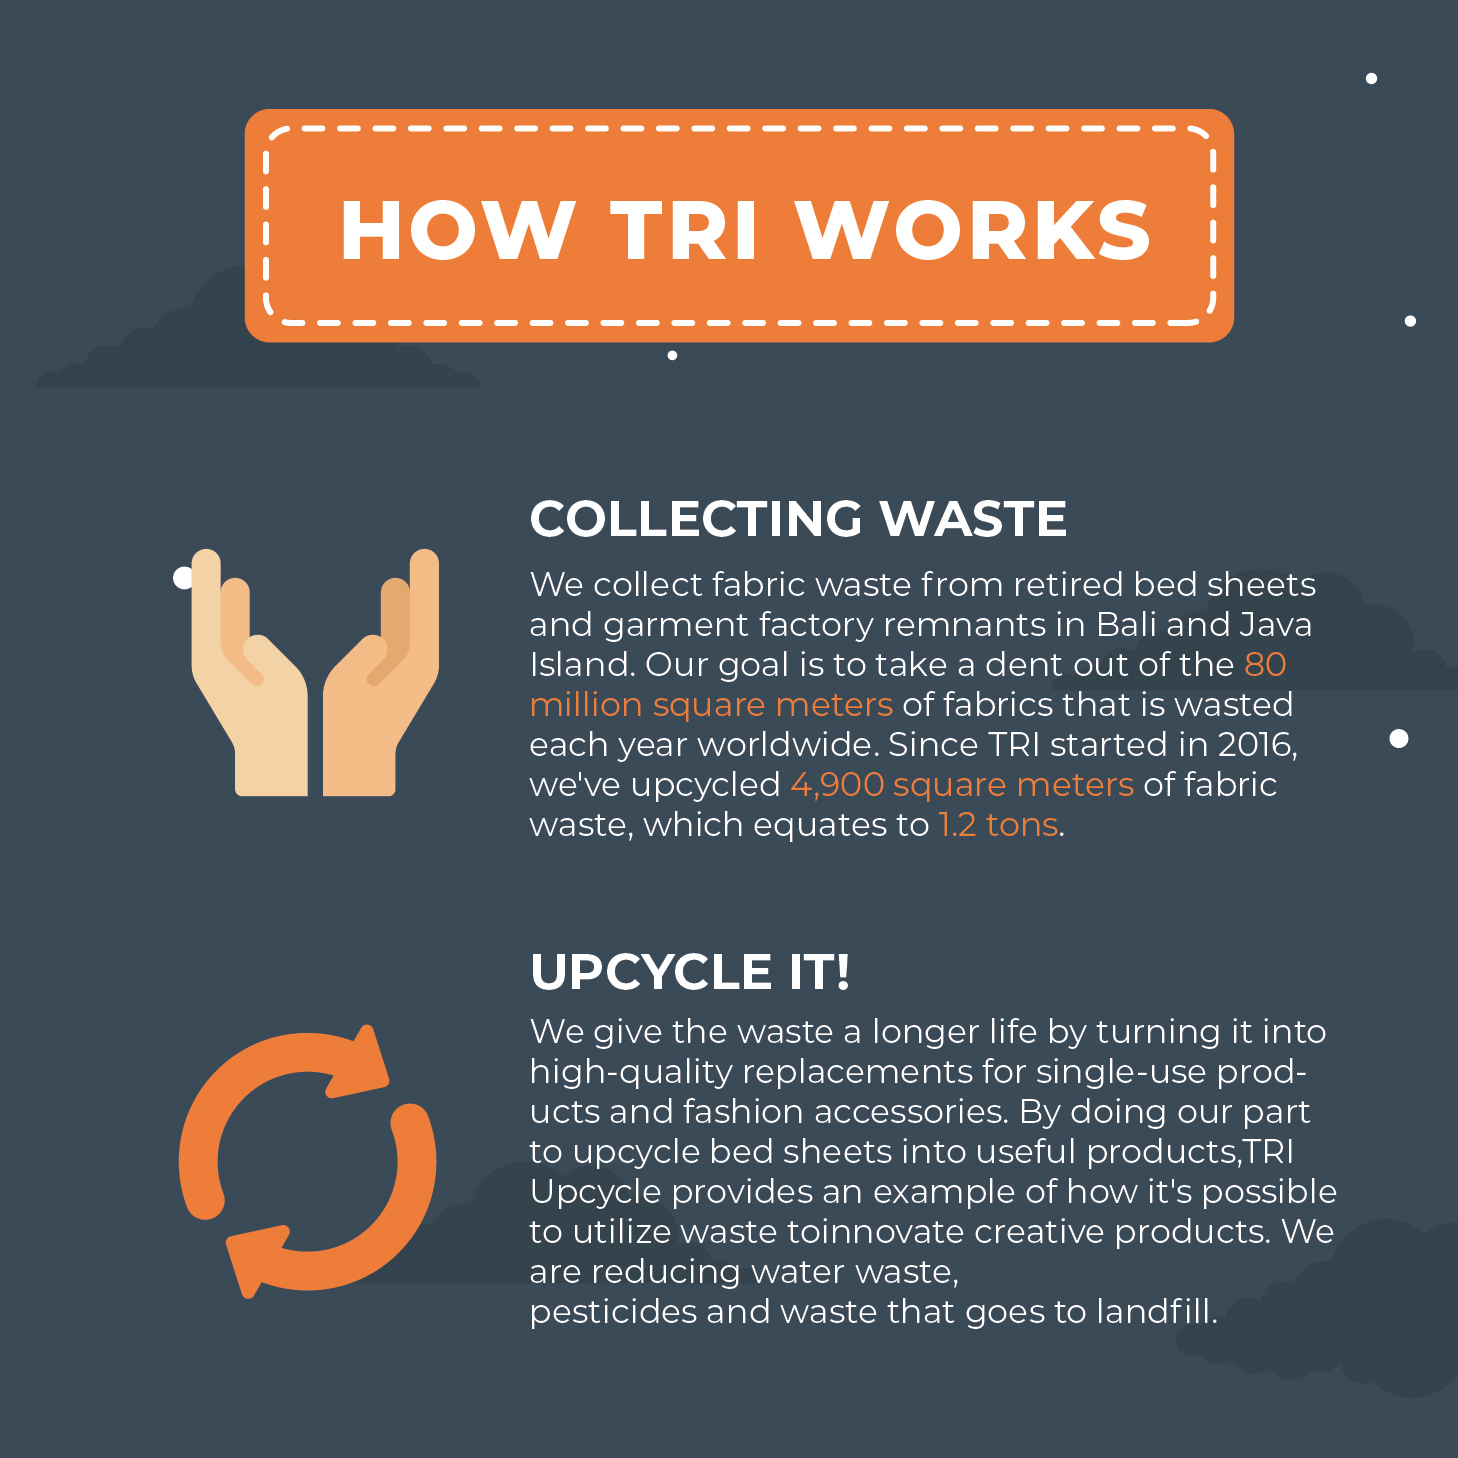 HOW TRI WORKS
COLLECTING WASTE
We collect fabric waste from retired bed sheets
and garment factory remnants in Bali and Java
Island. Our goal is to take a dent out of the 80
million square meters of fabrics that is wasted
each year worldwide. Since TRI started in 2016,
we've upcycled 4,900 square meters of fabric
waste, which equates to 1.2 tons.
UPCYCLE IT!
We give the waste a longer life by turning it into
high-quality replacements for single-use prod-
ucts and fashion accessories. By doing our part
to upcycle bed sheets into useful products,TRI
Upcycle provides an example of how it's possible
to utilize waste toinnovate creative products. We
are reducing water waste,
pesticides and waste that goes to landfill.